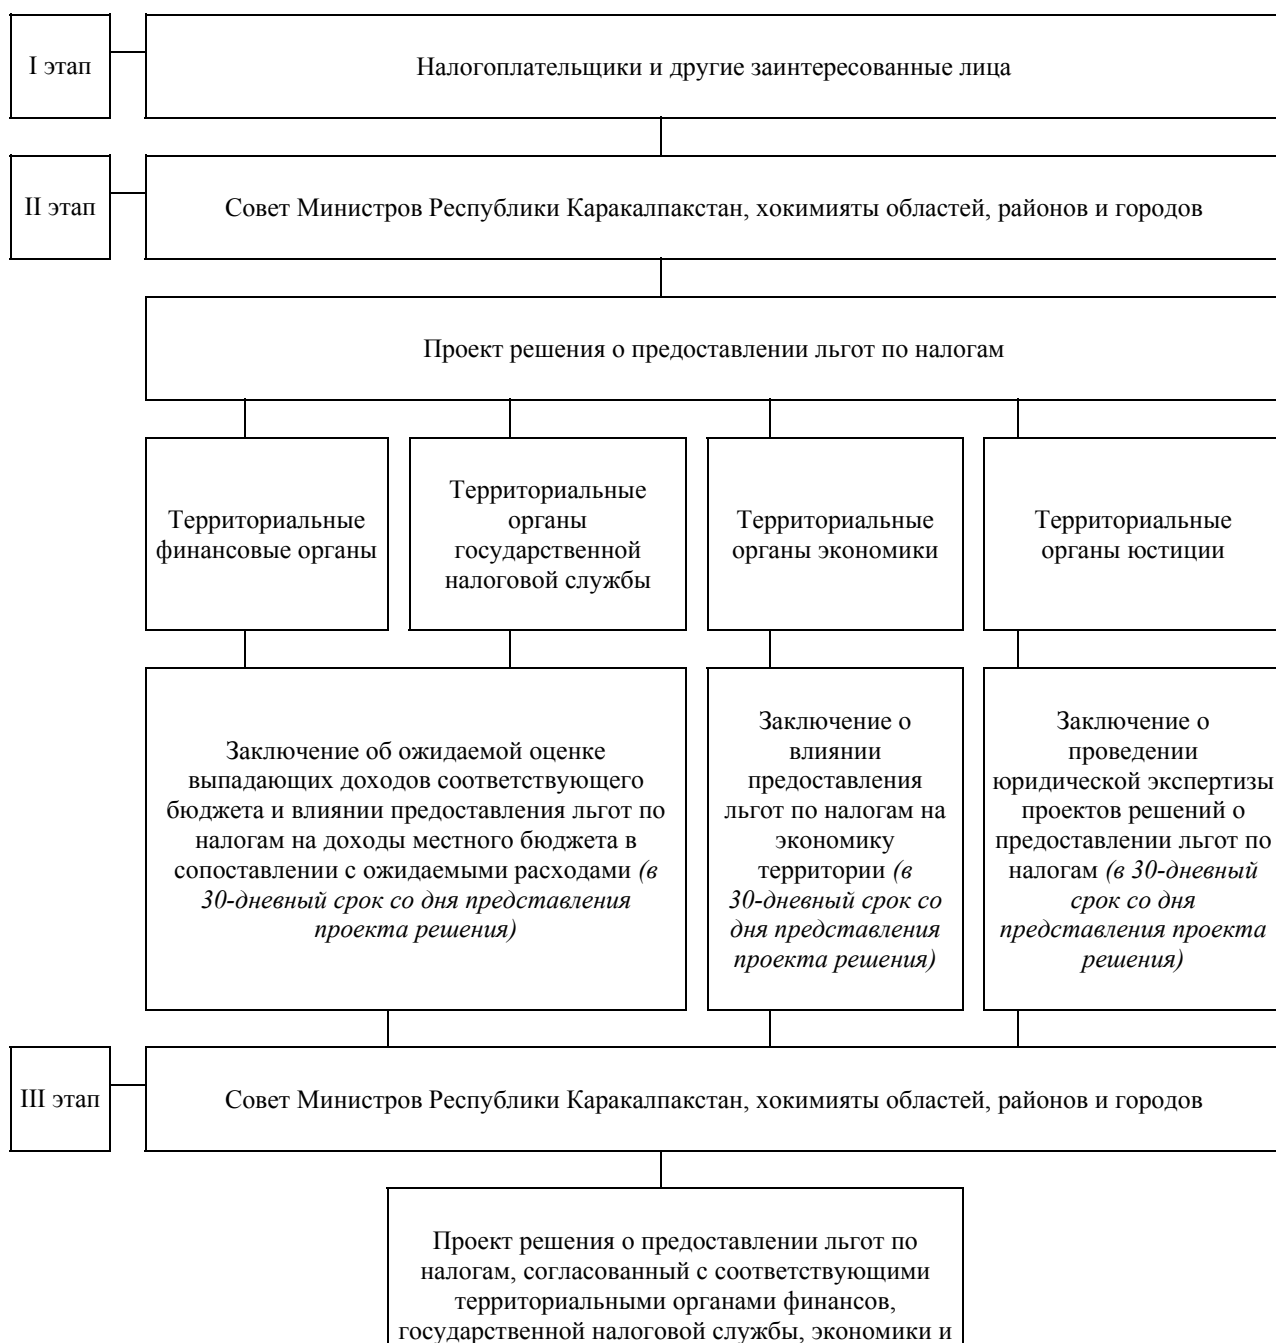 I этап
Налогоплательщики и другие заинтересованные лица
II этап
Совет Министров Республики Каракалпакстан, хокимияты областей, районов и городов
Проект решения о предоставлении льгот по налогам
Территориальные
финансовые органы
Территориальные
органы
государственной
налоговой службы
Территориальные
органы экономики
Территориальные
органы юстиции
Заключение об ожидаемой оценке
выпадающих доходов соответствующего
бюджета и влиянии предоставления льгот по
налогам на доходы местного бюджета в
сопоставлении с ожидаемыми расходами (в
30-дневный срок со дня представления
проекта решения)
Заключение о
влиянии
предоставления
льгот по налогам на
экономику
территории (в
30-дневный срок со
дня представления
проекта решения)
Заключение о
проведении
юридической экспертизы
проектов решений о
предоставлении льгот по
налогам (в 30-дневный
срок со дня
представления проекта
решения)
III этап
Совет Министров Республики Каракалпакстан, хокимияты областей, районов и городов
Проект решения о предоставлении льгот по
налогам, согласованный с соответствующими
территориальными органами финансов,
государственной налоговой службы, экономики и